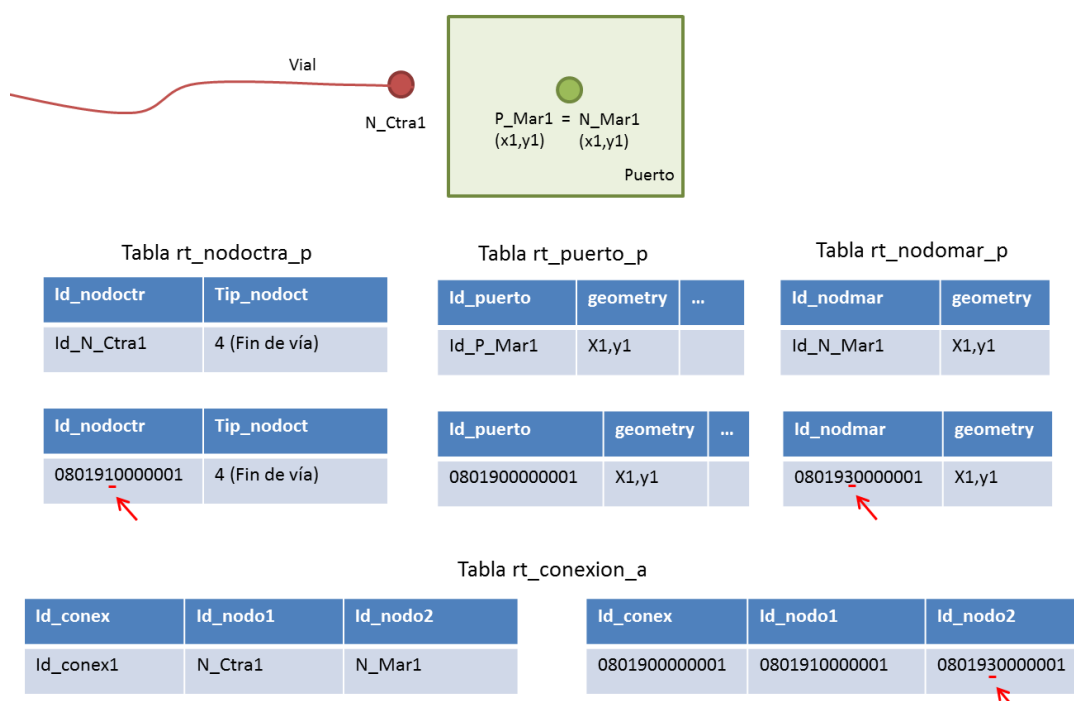 Vial
N_Ctra1
P_Mar1 = N_Mar1
(x1,y1) (x1,y1)
Puerto
Tabla rt_nodoctra_p
Id_nodoctr Tip_nodoct
Id_N_Ctra1 4 (Fin de vía)
Id_nodoctr Tip_nodoct
0801910000001 4 (Fin de vía)
Tabla rt_puerto_p
Id_puerto geometry ...
Id_P_Mar1 X1,y1
Id_puerto geometry ...
0801900000001 X1,y1
Tabla rt_nodomar_p
Id_nodmar geometry
Id_N_Mar1 X1,y1
Id_nodmar geometry
0801930000001 X1,y1
Tabla rt_conexion_a
Id_conex Id_nodo1 Id_nodo2
Id_conex1 N_Ctra1 N_Mar1
Id_conex Id_nodo1 Id_nodo2
0801900000001 0801910000001 0801930000001